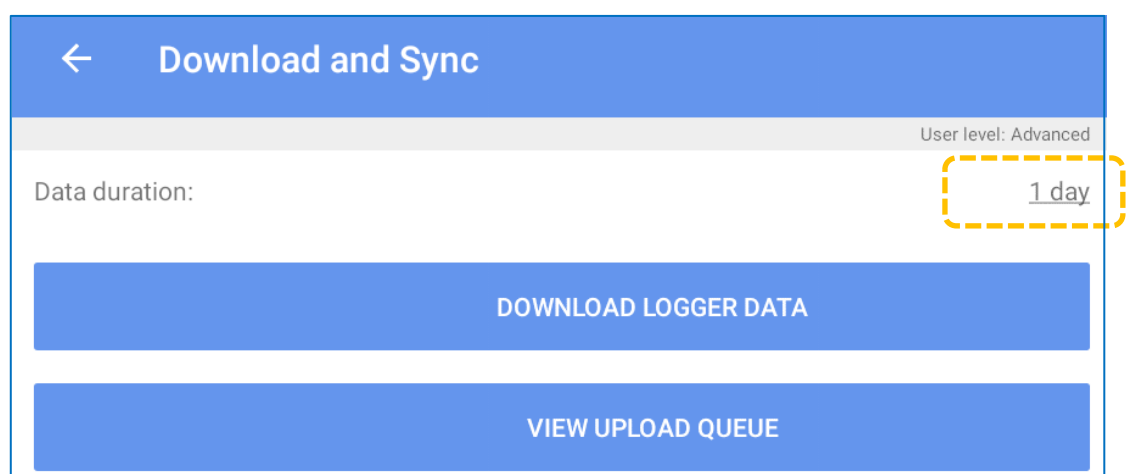 Download and Sync
User level: Advanced
Data duration: 1 day
DOWNLOAD LOGGER DATA
VIEW UPLOAD QUEUE